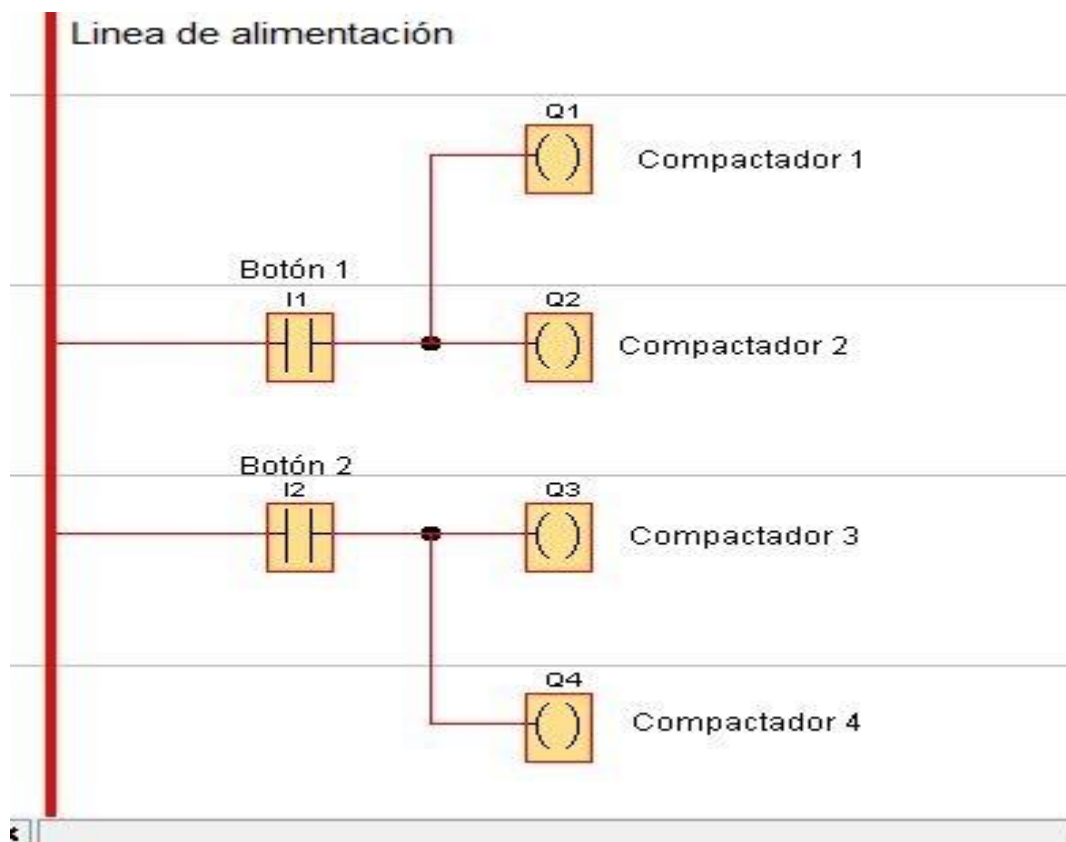 Linea de alimentación
Q1
Compactador 1
Botón 1
I1
Q2
Compactador 2
Botón 2
I2
Q3
Compactador 3
Q4
Compactador 4